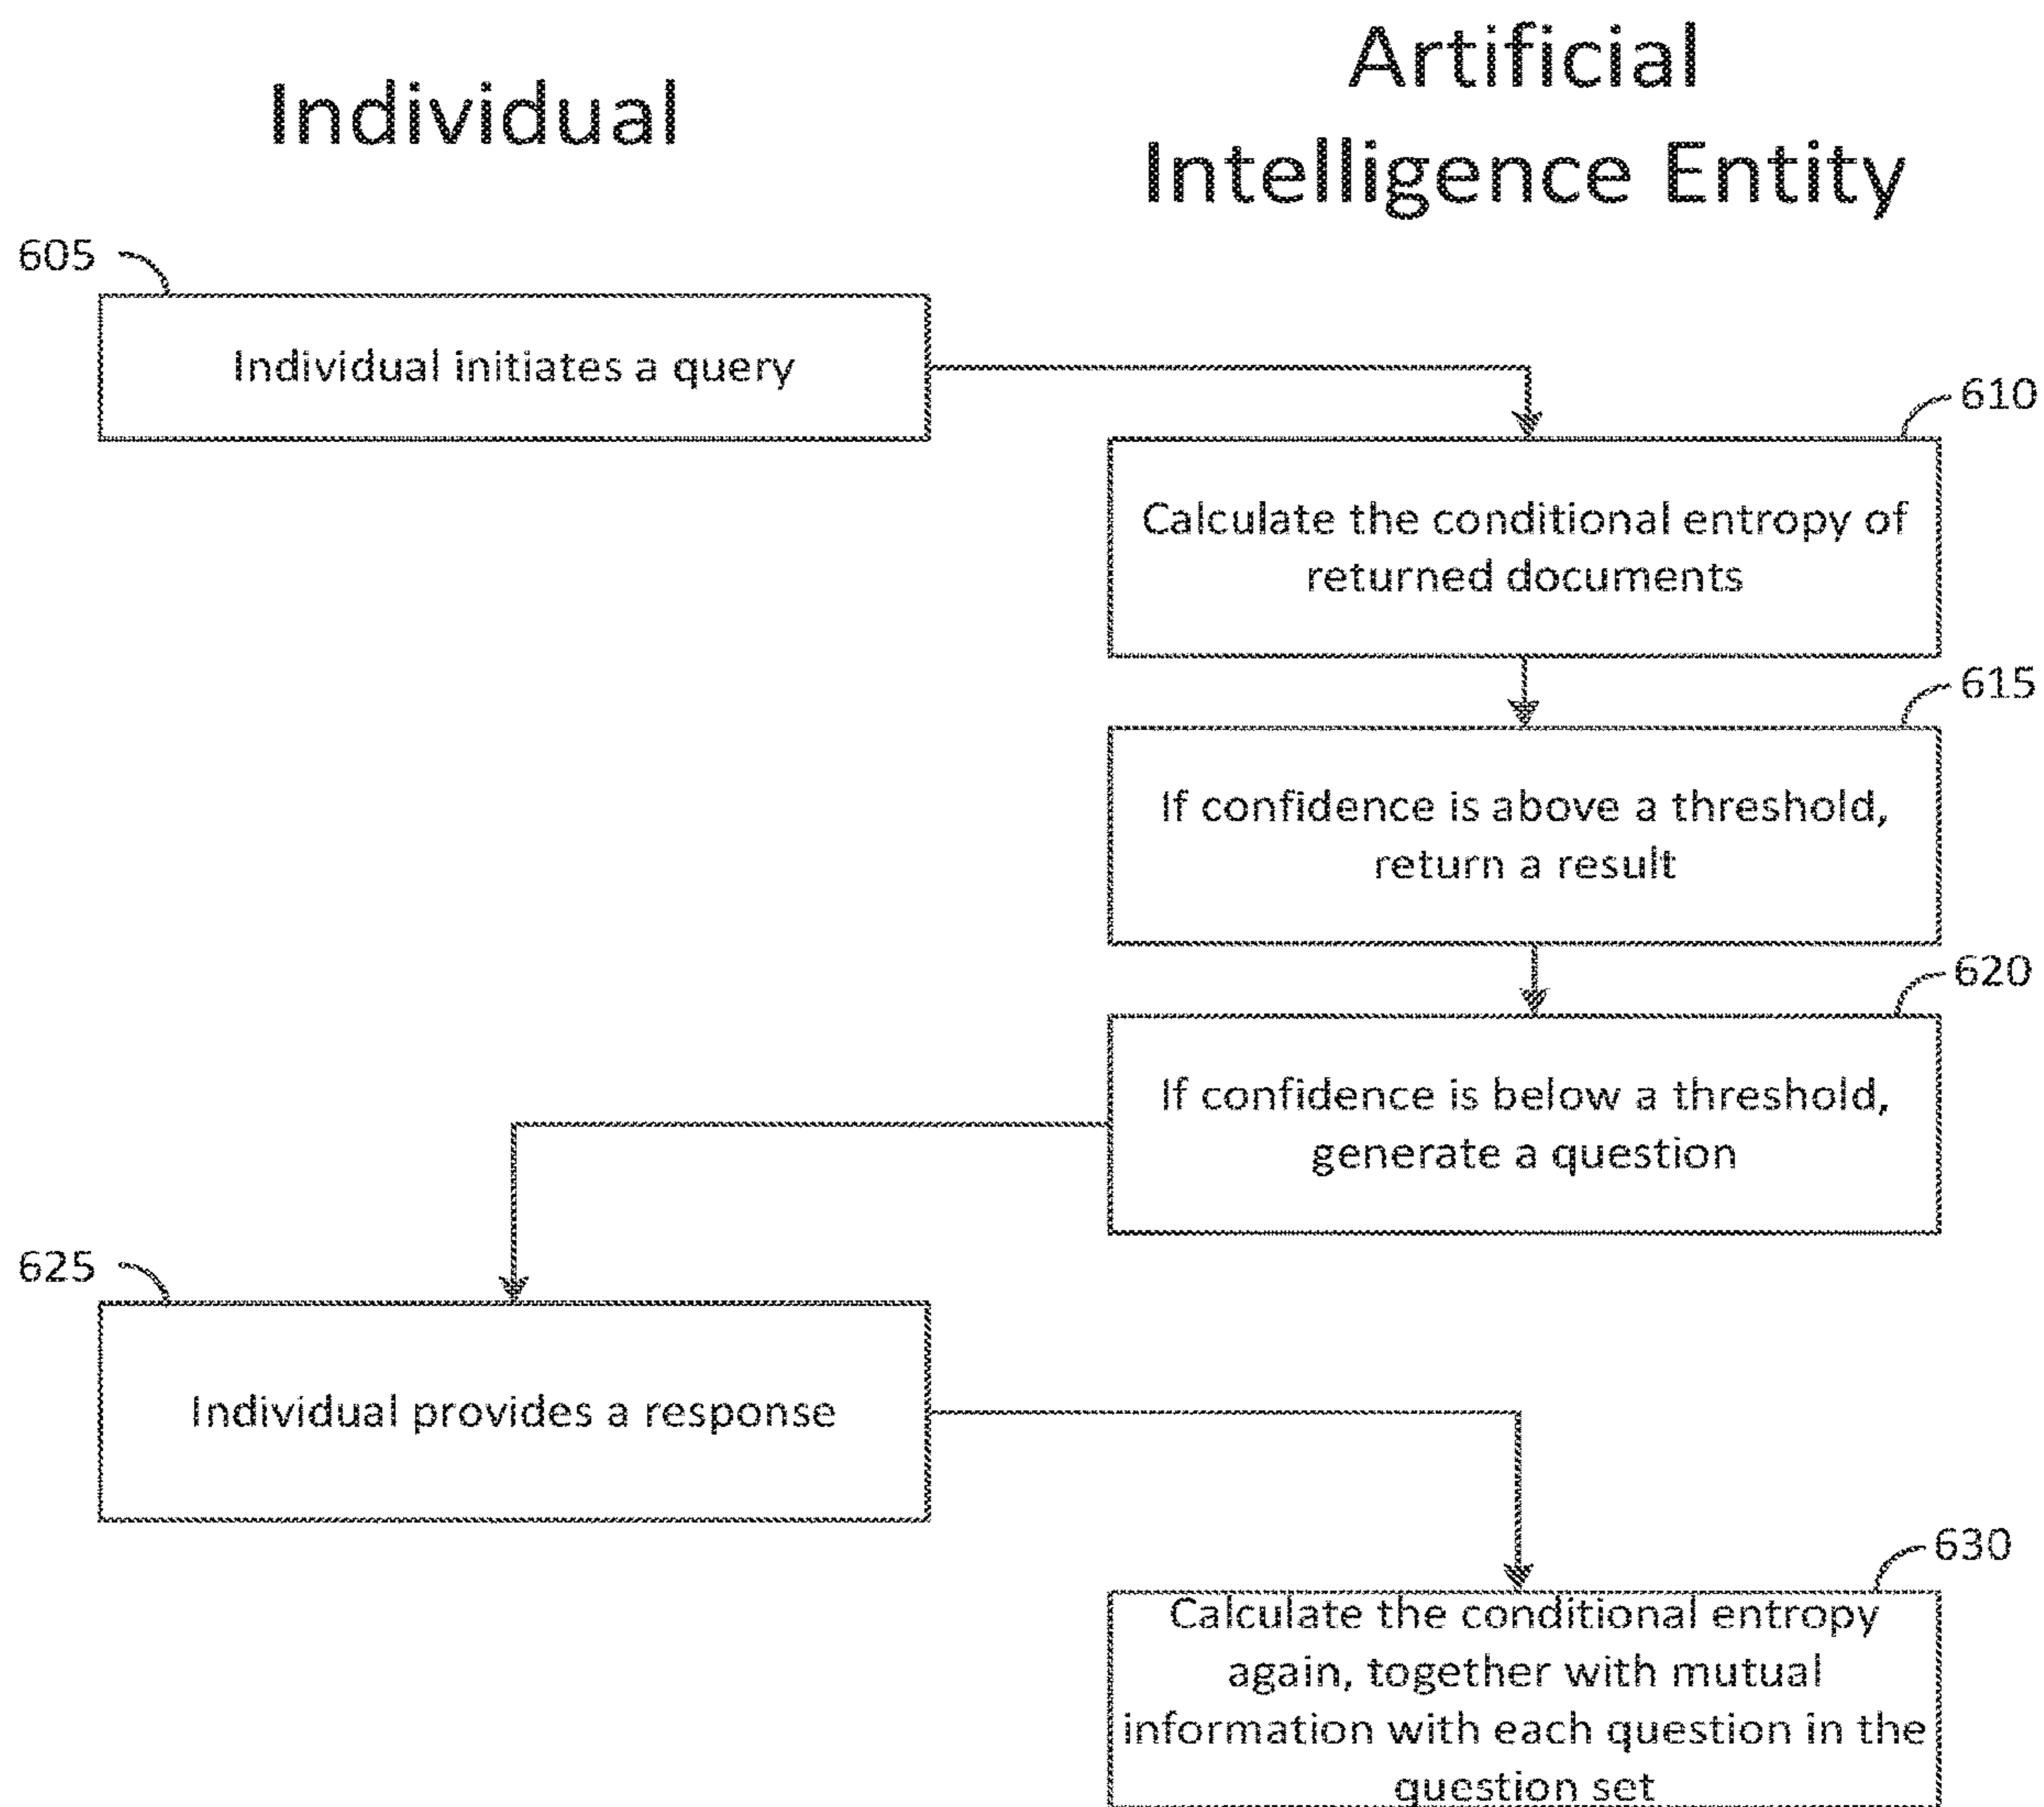 Individual
Artificial
Intelligence Entity
605
Individual initiates a query
610
Calculate the conditional entropy of
returned documents
615
If confidence is above a threshold,
return a result
620
If confidence is below a threshold,
generate a question
625
Individual provides a response
630
Calculate the conditional entropy
again, together with mutual
information with each question in the
question set